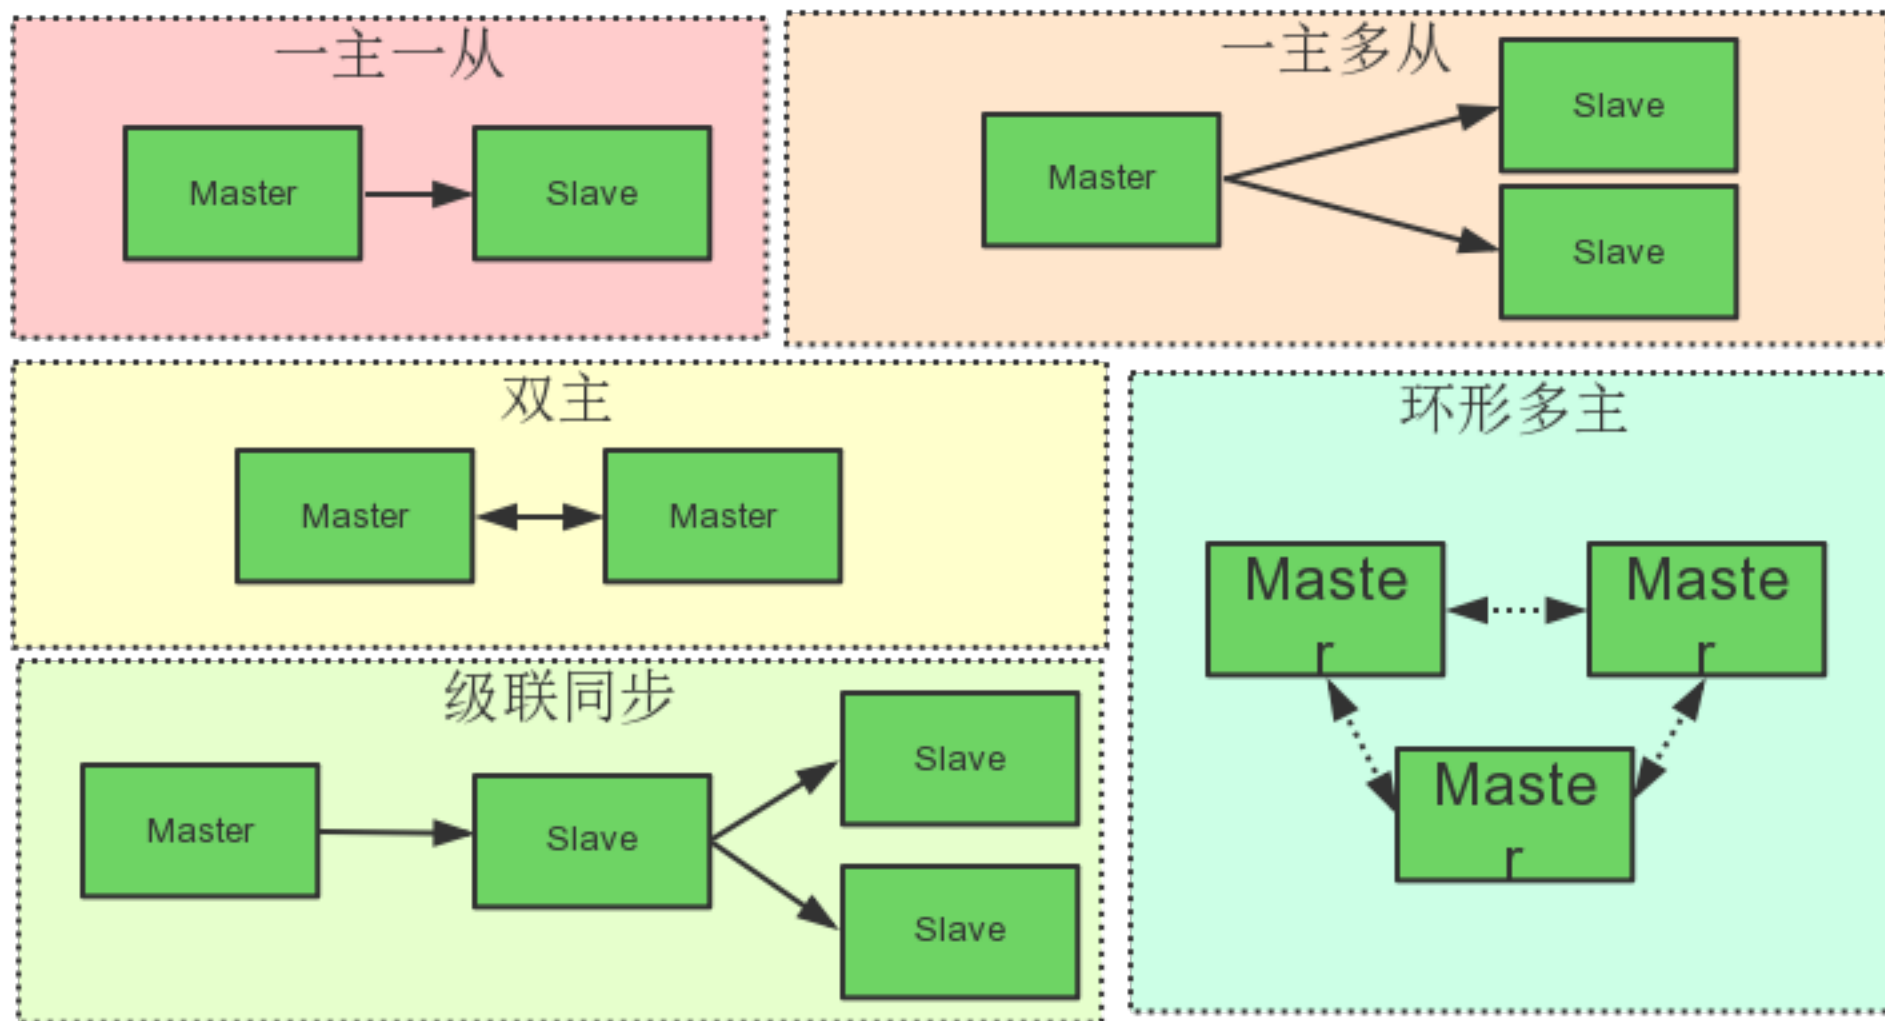 一主一从
Master
Slave
一主多从
Master
Slave
Slave
双主
Master
Master
环形多主
Maste
r
Maste
r
Maste
r
级联同步
Master
Slave
Slave
Slave